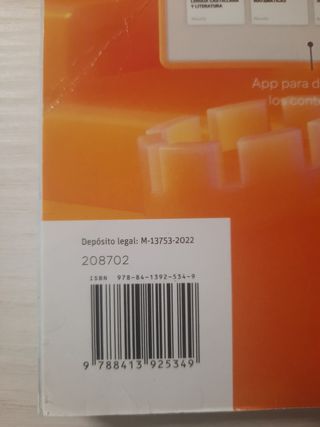 LENGUA CASTELLANA
Y LITERATURA
MATEMÁTICAS
App para d
los cont
Depósito legal: M-13753-2022
208702
ISBN 978-84-1392-534-9
9 788413 925349